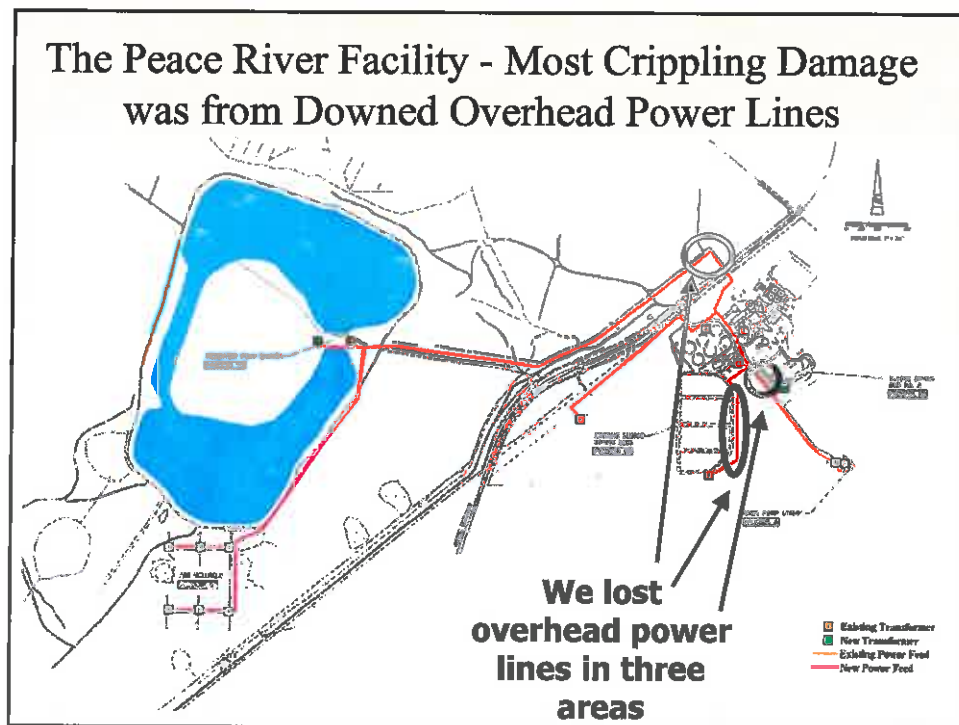 The Peace River Facility - Most Crippling Damage
was from Downed Overhead Power Lines
We lost
overhead power
lines in three
areas
Existing Transformer
New Transformer
Existing Power Feed
New Power Feed